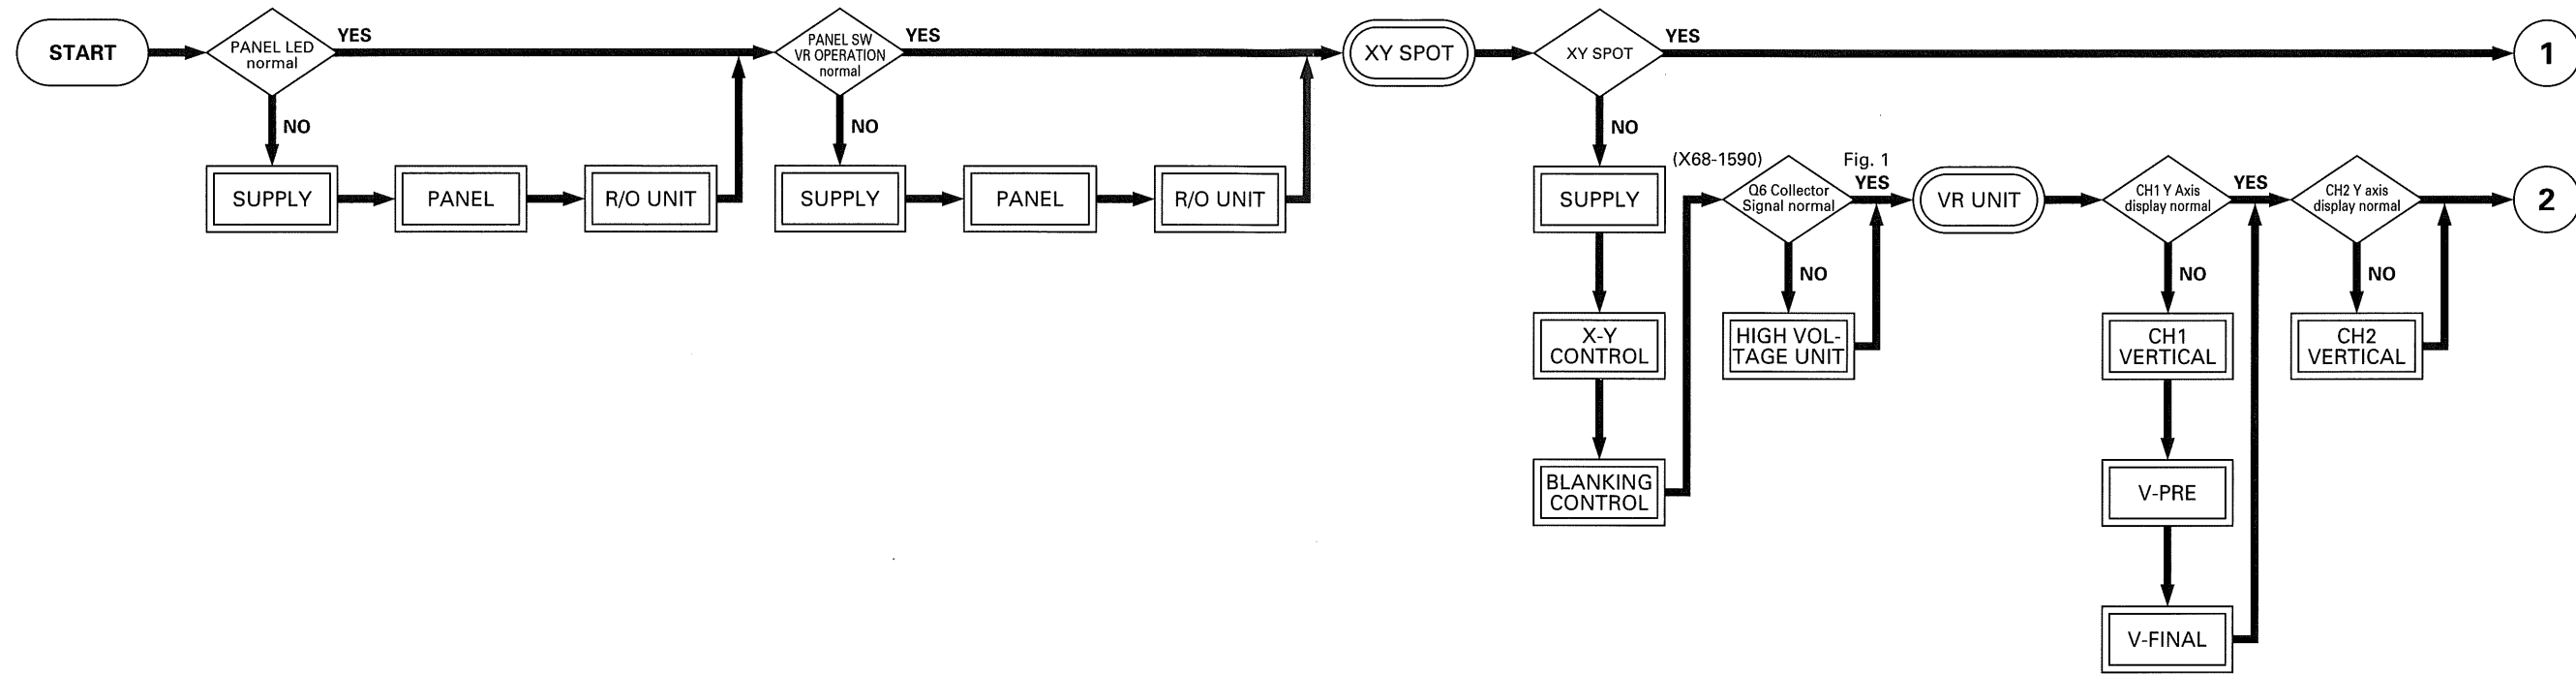 START
PANEL LED
normal
YES
NO
SUPPLY
PANEL
R/O UNIT
PANEL SW
VR OPERATION
normal
YES
NO
SUPPLY
PANEL
R/O UNIT
XY SPOT
XY SPOT
YES
1
NO
SUPPLY
X-Y
CONTROL
BLANKING
CONTROL
(X68-1590)
Q6 Collector
Signal normal
Fig. 1
YES
NO
HIGH VOL-
TAGE UNIT
VR UNIT
CH1 Y Axis
display normal
YES
NO
CH1
VERTICAL
V-PRE
V-FINAL
CH2 Y axis
display normal
NO
CH2
VERTICAL
2